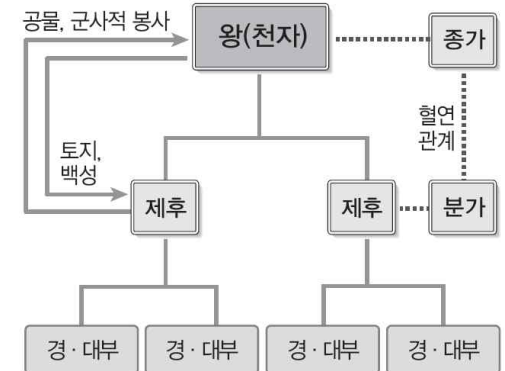 공물, 군사적 봉사
왕(천자)
종가
혈연
관계
토지,
백성
제후
제후
분가
경·대부
경·대부
경·대부
경·대부